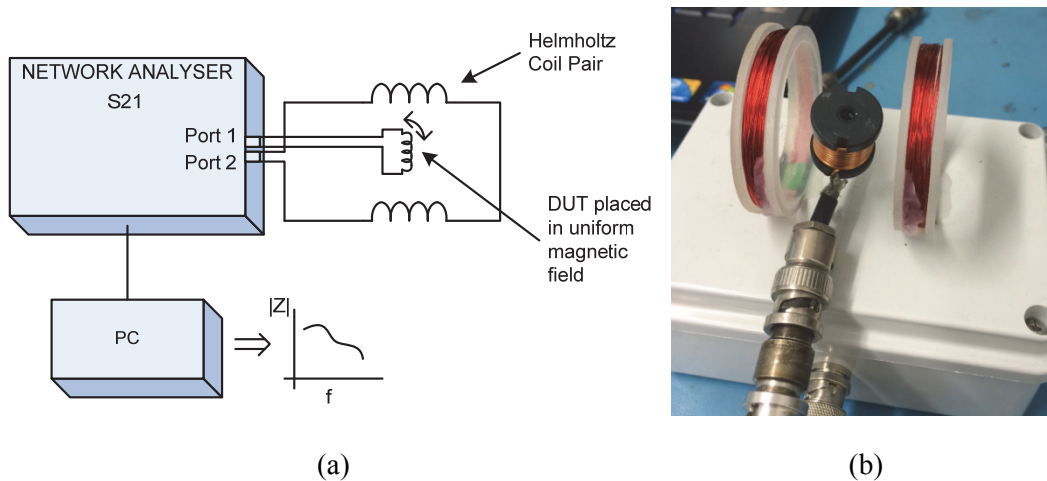 NETWORK ANALYSER
S21
Port 1
Port 2
Helmholtz
Coil Pair
DUT placed
in uniform
magnetic
field
PC
|Z|
f
(a)
(b)